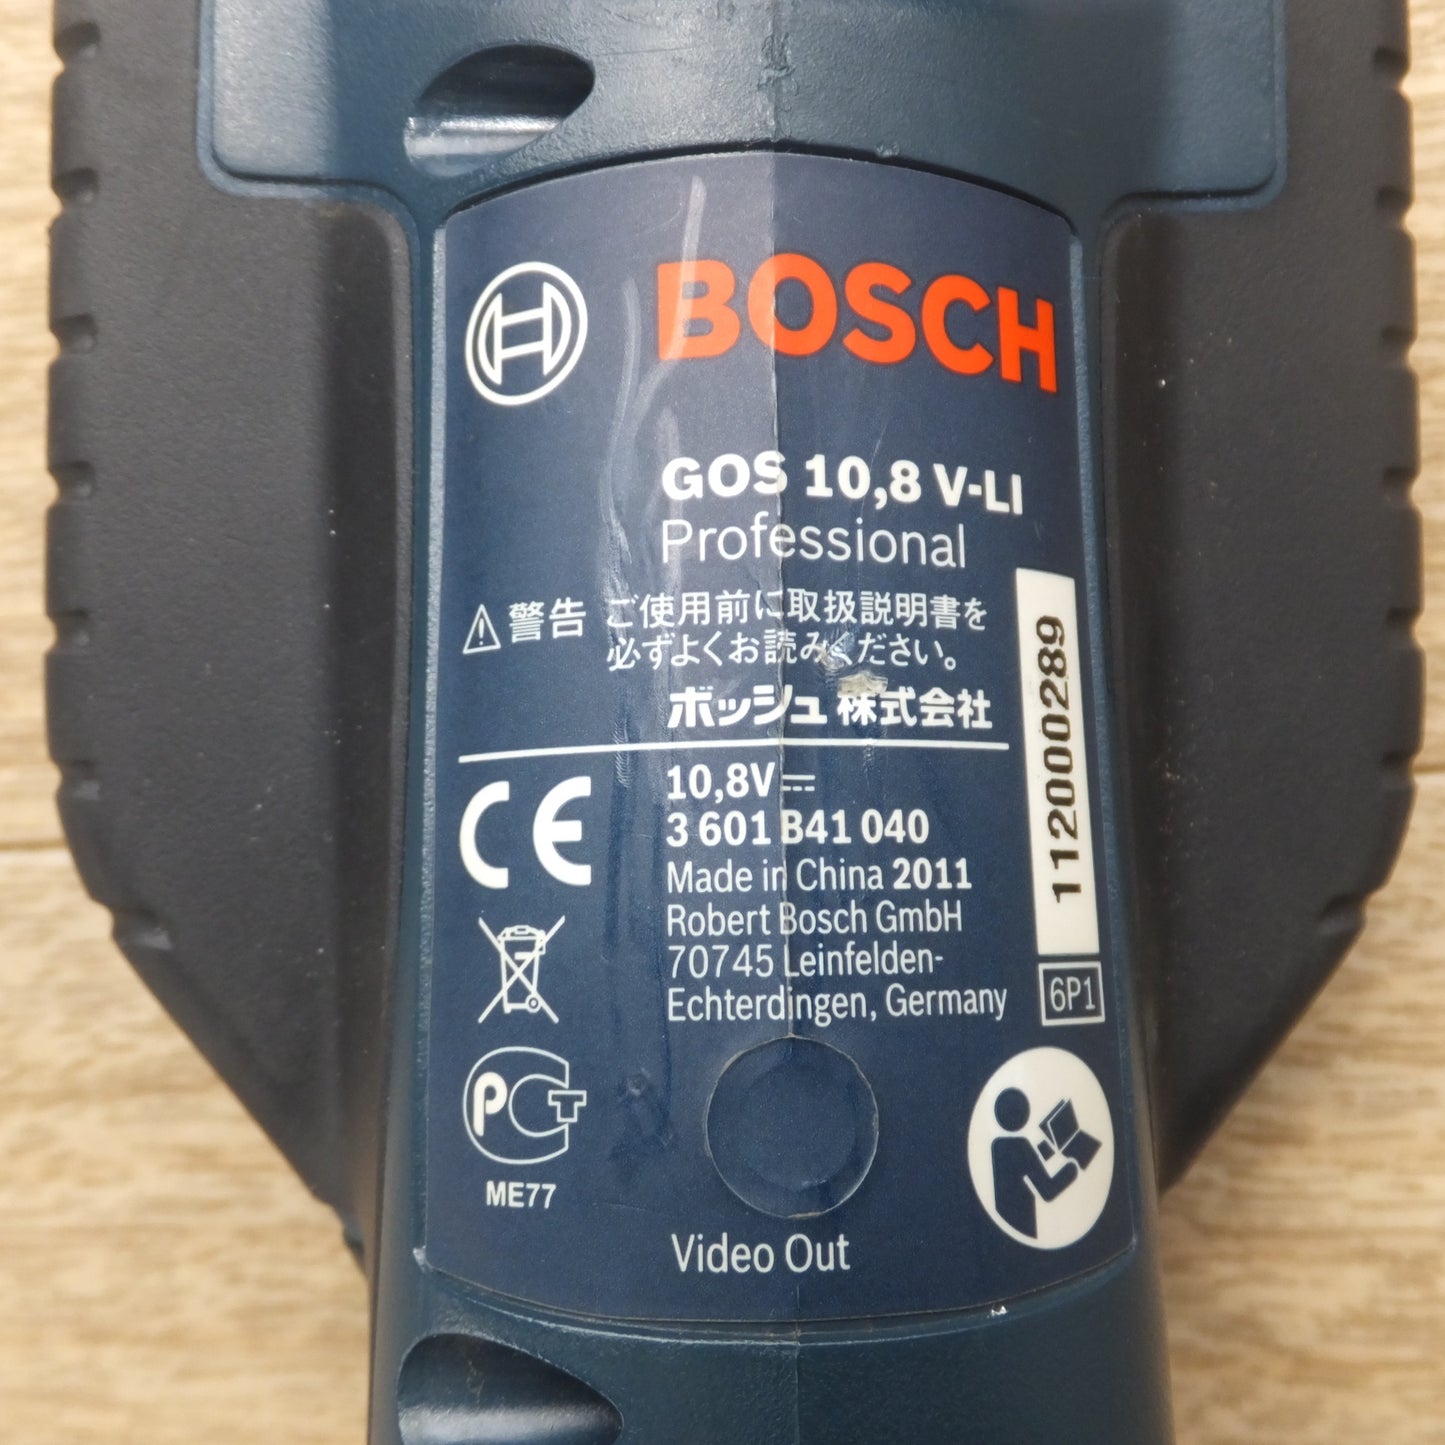 BOSCH
GOS 10,8 V-LI
Professional
警告
ご使用前に取扱説明書を
必ずよくお読みください。
ボッシュ株式会社
112000289
CE
10,8V
3 601 B41 040
Made in China 2011
Robert Bosch GmbH
70745 Leinfelden-
Echterdingen, Germany
6P1
PCT
ME77
Video Out